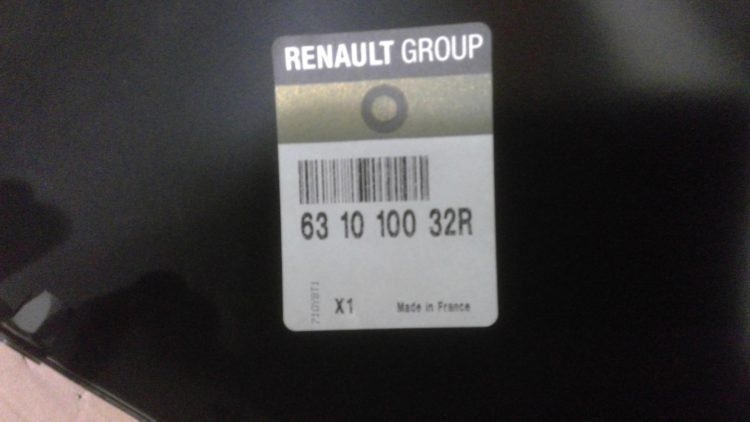 RENAULT GROUP
63 10 100 32R
X1
Made in France